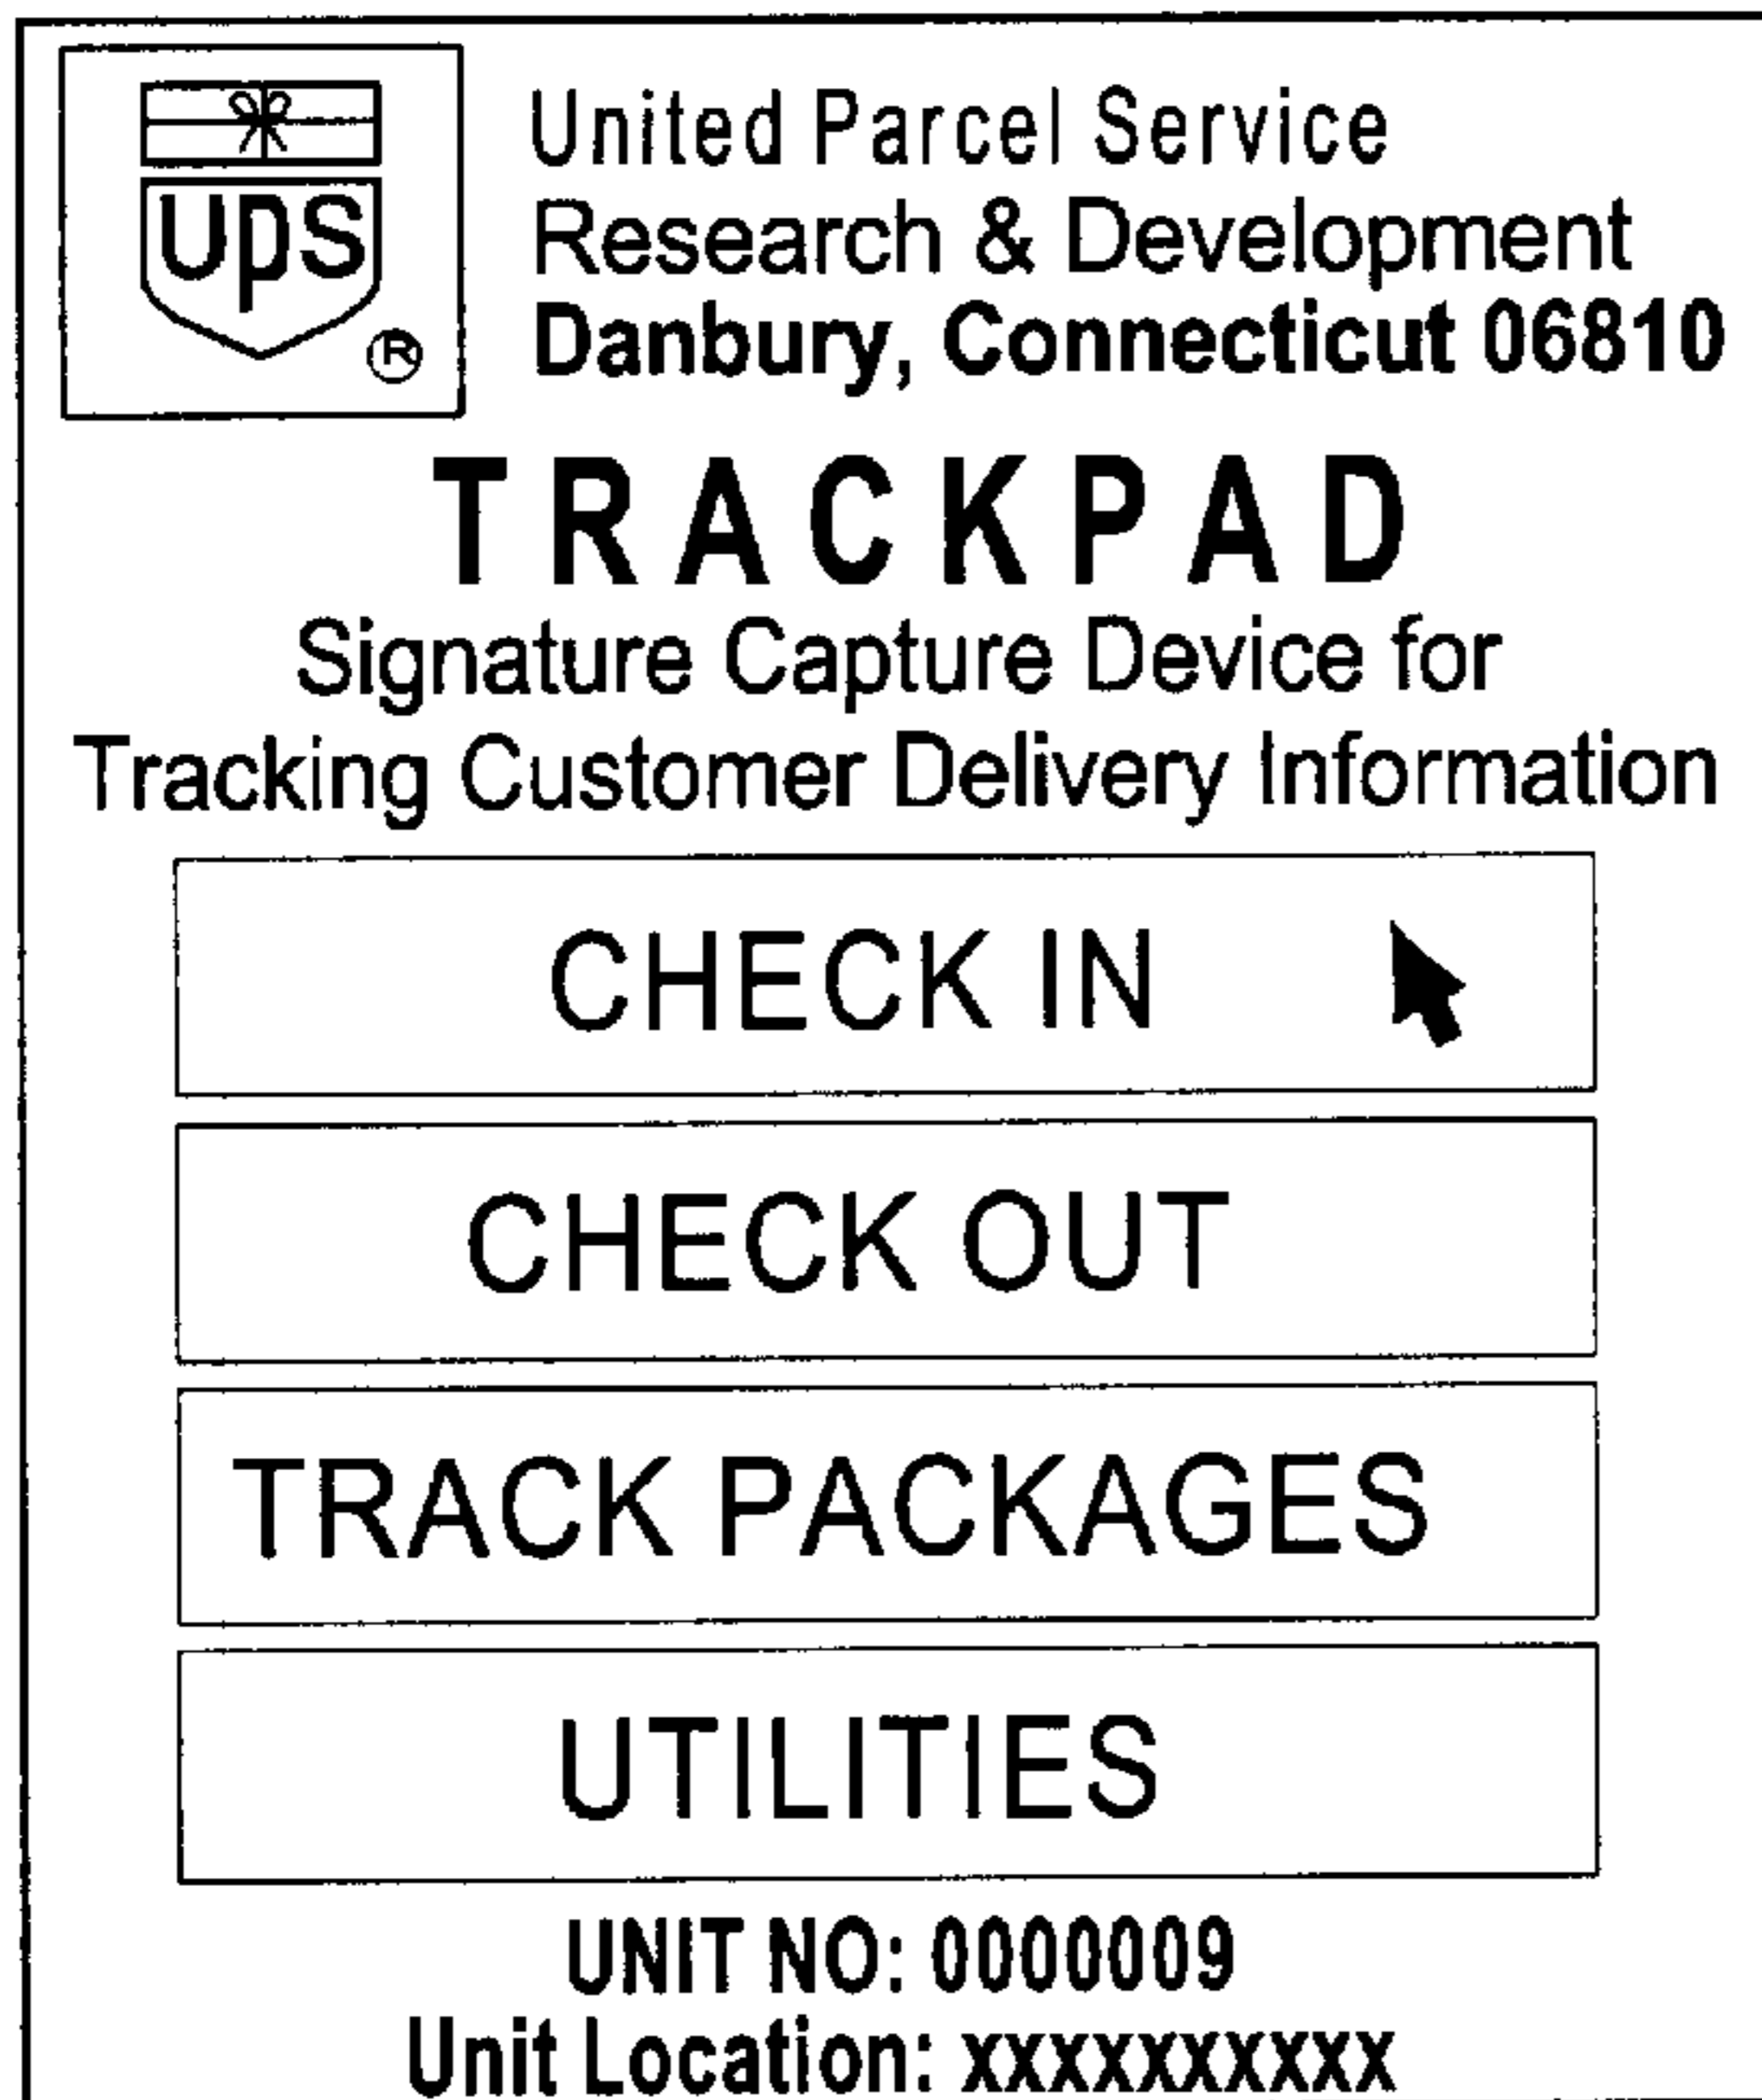 ups
®
United Parcel Service
Research & Development
Danbury, Connecticut 06810
TRACKPAD
Signature Capture Device for
Tracking Customer Delivery Information
CHECK IN
CHECK OUT
TRACK PACKAGES
UTILITIES
UNIT NO: 0000009
Unit Location: xxxxxxxxxx